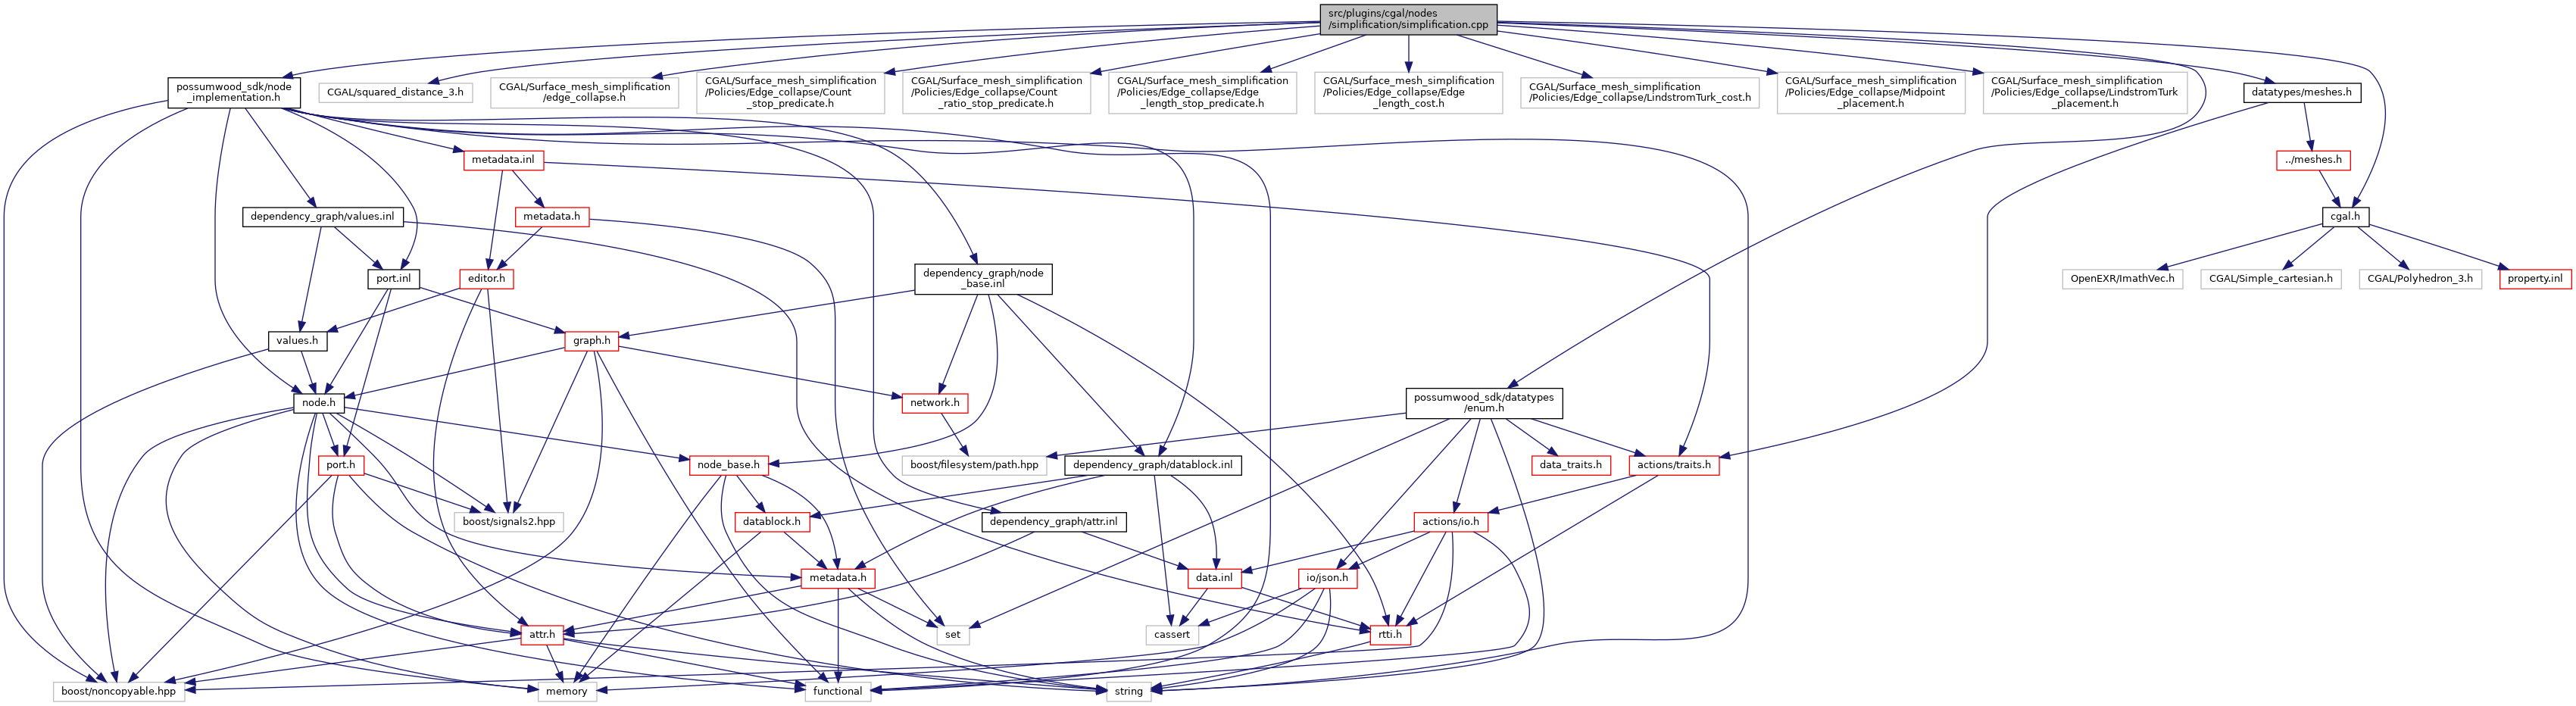 src/plugins/cgal/nodes
/simplification/simplification.cpp
possumwood_sdk/node
_implementation.h
CGAL/squared_distance_3.h
CGAL/Surface_mesh_simplification
/edge_collapse.h
CGAL/Surface_mesh_simplification
/Policies/Edge_collapse/Count
_stop_predicate.h
CGAL/Surface_mesh_simplification
/Policies/Edge_collapse/Count
_ratio_stop_predicate.h
CGAL/Surface_mesh_simplification
/Policies/Edge_collapse/Edge
_length_stop_predicate.h
CGAL/Surface_mesh_simplification
/Policies/Edge_collapse/Edge
_length_cost.h
CGAL/Surface_mesh_simplification
/Policies/Edge_collapse/LindstromTurk_cost.h
CGAL/Surface_mesh_simplification
/Policies/Edge_collapse/Midpoint
_placement.h
CGAL/Surface_mesh_simplification
/Policies/Edge_collapse/LindstromTurk
_placement.h
datatypes/meshes.h
metadata.inl
../meshes.h
dependency_graph/values.inl
metadata.h
cgal.h
port.inl
editor.h
dependency_graph/node
_base.inl
OpenEXR/ImathVec.h
CGAL/Simple_cartesian.h
CGAL/Polyhedron_3.h
property.inl
values.h
graph.h
node.h
network.h
possumwood_sdk/datatypes
/enum.h
port.h
node_base.h
boost/filesystem/path.hpp
dependency_graph/datablock.inl
data_traits.h
actions/traits.h
boost/signals2.hpp
datablock.h
dependency_graph/attr.inl
actions/io.h
metadata.h
data.inl
io/json.h
attr.h
set
cassert
rtti.h
boost/noncopyable.hpp
memory
functional
string